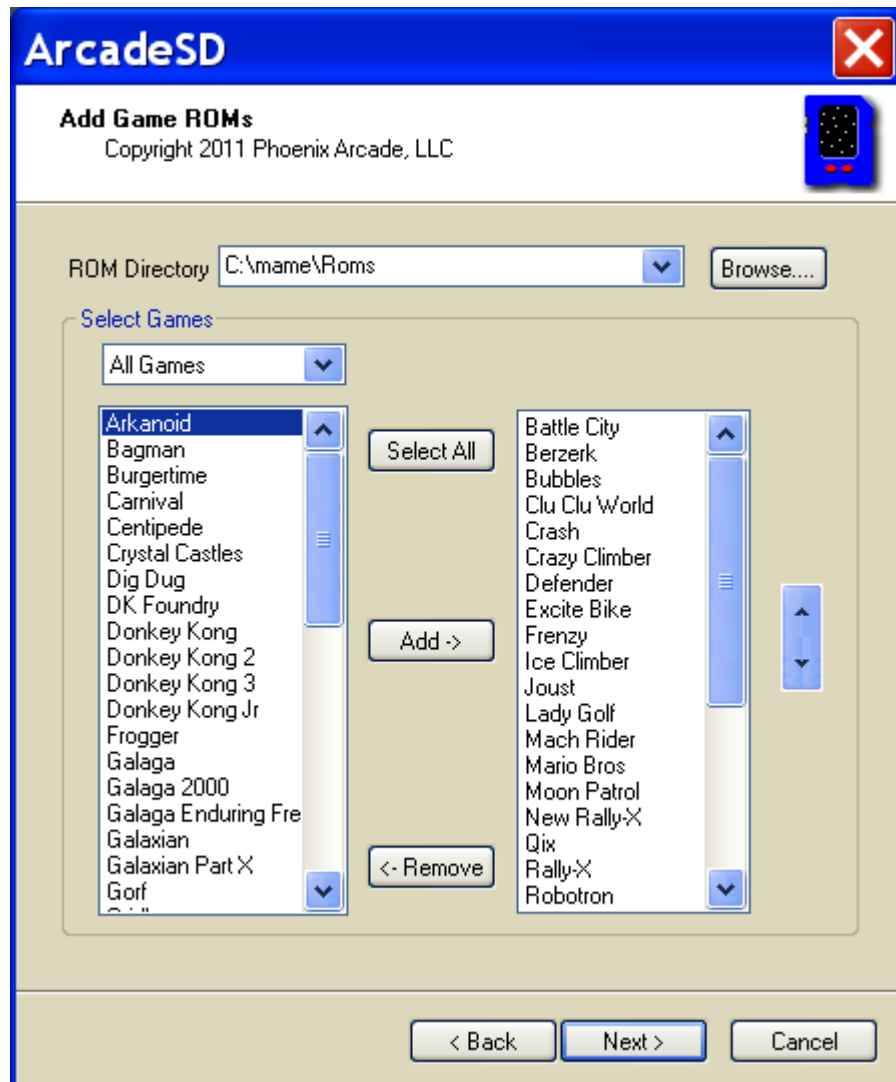 ArcadeSD
Add Game ROMs
Copyright 2011 Phoenix Arcade, LLC
ROM Directory C:\mame\Roms Browse....
Select Games
All Games
Arkanoid
Bagman
Burgertime
Carnival
Centipede
Crystal Castles
Dig Dug
DK Foundry
Donkey Kong
Donkey Kong 2
Donkey Kong 3
Donkey Kong Jr
Frogger
Galaga
Galaga 2000
Galaga Enduring Fre
Galaxian
Galaxian Part X
Gorf
Select All
Add ->
<- Remove
Battle City
Berzerk
Bubbles
Clu Clu World
Crash
Crazy Climber
Defender
Excite Bike
Frenzy
Ice Climber
Joust
Lady Golf
Mach Rider
Mario Bros
Moon Patrol
New Rally-X
Qix
Rally-X
Robotron
< Back Next > Cancel